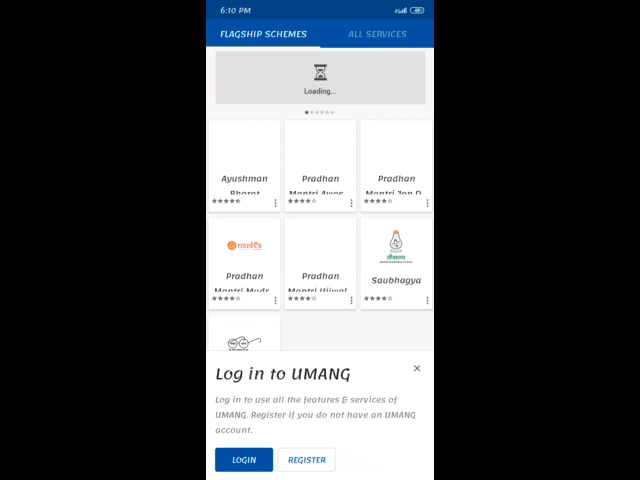 6:10 PM
FLAGSHIP SCHEMES
ALL SERVICES
Loading...
Ayushman
Bharat
Pradhan
Mantri Awas
Pradhan
Mantri Jan D
Pradhan
Mantri Mudr
Pradhan
Mantri Ujjwal
सौभाग्य
Saubhagya
Log in to UMANG
Log in to use all the features & services of
UMANG. Register if you do not have an UMANG
account.
LOGIN
REGISTER